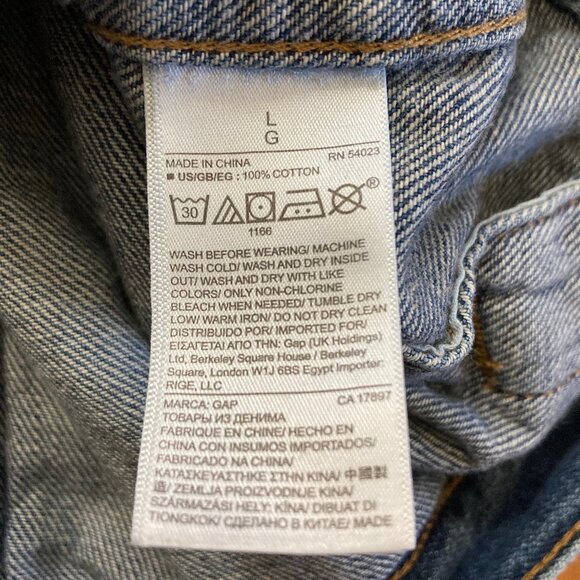 L
G
MADE IN CHINA RN 54023
■ US/GB/EG : 100% COTTON
30
®
1166
WASH BEFORE WEARING/ MACHINE
WASH COLD/ WASH AND DRY INSIDE
OUT/ WASH AND DRY WITH LIKE
COLORS/ ONLY NON-CHLORINE
BLEACH WHEN NEEDED/ TUMBLE DRY
LOW/ WARM IRON/ DO NOT DRY CLEAN
DISTRIBUIDO POR/ IMPORTED FOR/
ΕΙΣΑΓΕΤΑΙ ΑΠΟ ΤΗΝ: Gap (UK Holdings)
Ltd, Berkeley Square House / Berkeley
Square, London W1J 6BS Egypt Importer:
RIGE, LLC
MARCA: GAP CA 17897
ТОВАРЫ ИЗ ДЕНИМА
FABRIQUE EN CHINE/ HECHO EN
CHINA CON INSUMOS IMPORTADOS/
FABRICADO NA CHINA/
ΚΑΤΑΣΚΕΥΑΣΤΗΚΕ ΣΤΗΝ ΚΙΝΑ/ 中國製
造/ ZEMLJA PROIZVODNJE KINA/
SZÁRMAZÁSI HELY: KÍNA/ DIBUAT DI
TIONGKOK/ СДЕЛАНО В КИТАЕ/ MADE